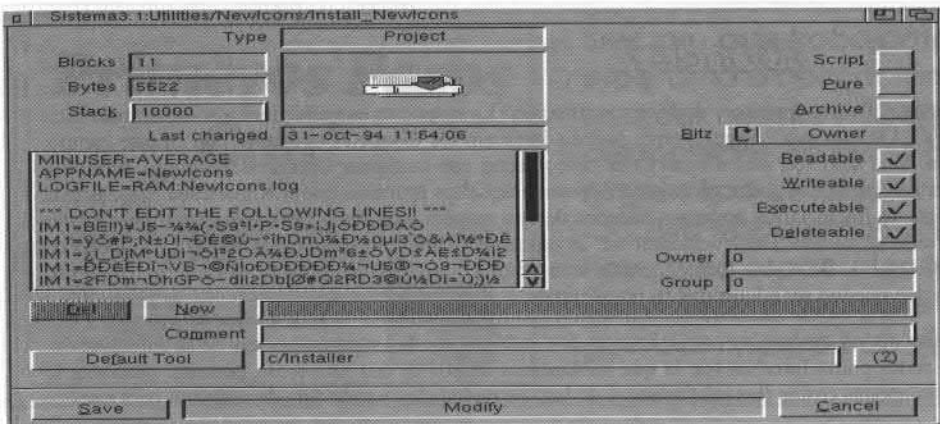 Sistema3.1:Utilities/NewIcons/Install_NewIcons
Type Project
Blocks 11
Bytes 5622
Stack 10000
Last changed 31-oct-94 11:54:06
Script
Pure
Archive
Bitz Owner
Readable
Writeable
Executeable
Deleteable
Owner 0
Group 0
MINUSER=AVERAGE
APPNAME=NewIcons
LOGFILE=RAM:NewIcons.log
*** DON'T EDIT THE FOLLOWING LINES!! ***
Del New
Comment
Default Tool c/Installer (2)
Save Modify Cancel